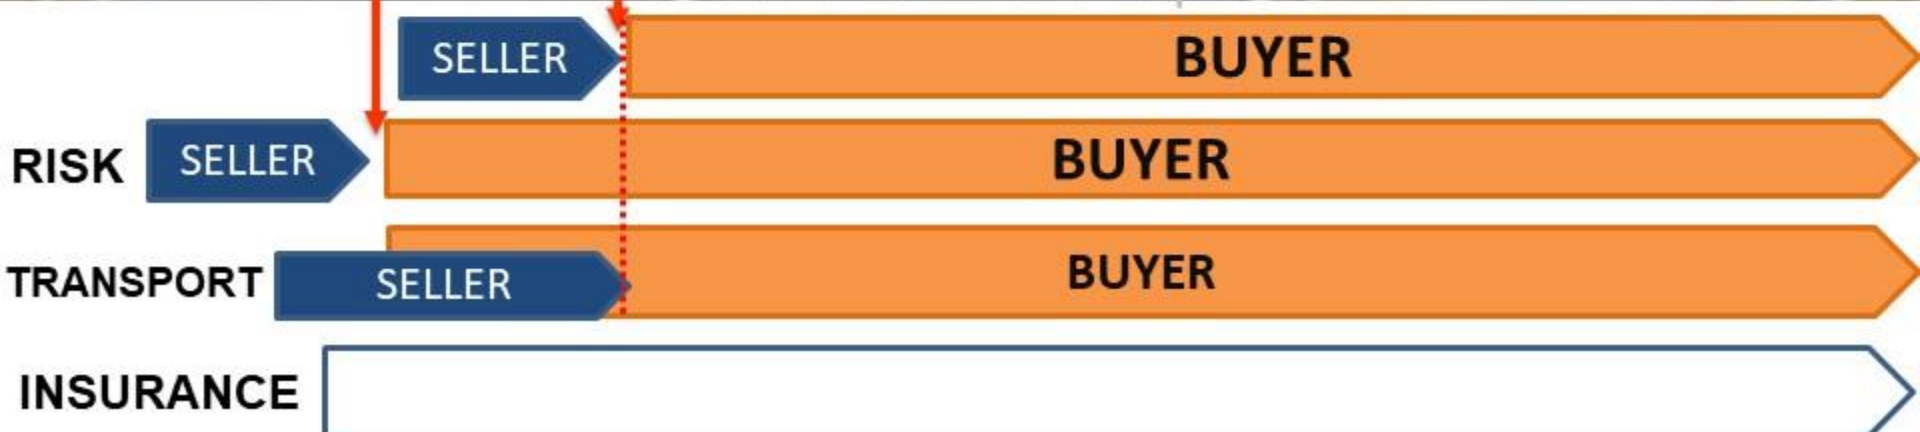 SELLER BUYER
RISK SELLER BUYER
TRANSPORT SELLER BUYER
INSURANCE